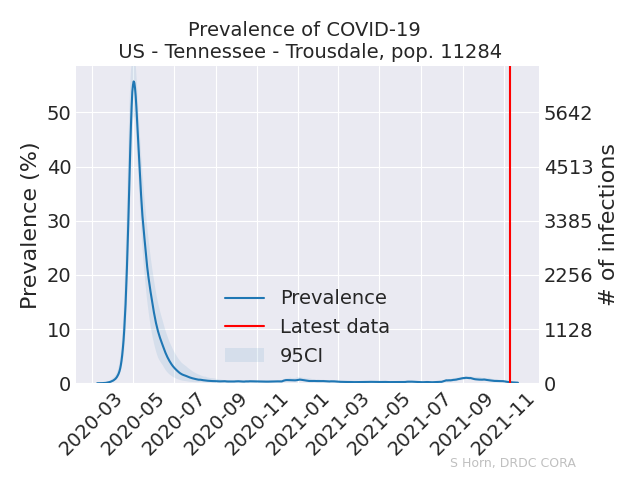 Prevalence of COVID-19
US - Tennessee - Trousdale, pop. 11284
Prevalence (%)
50
40
30
20
10
0
5642
4513
3385
2256
1128
0
# of infections
Prevalence
Latest data
95CI
2020-03
2020-05
2020-07
2020-09
2020-11
2021-01
2021-03
2021-05
2021-07
2021-09
2021-11
S Horn, DRDC CORA